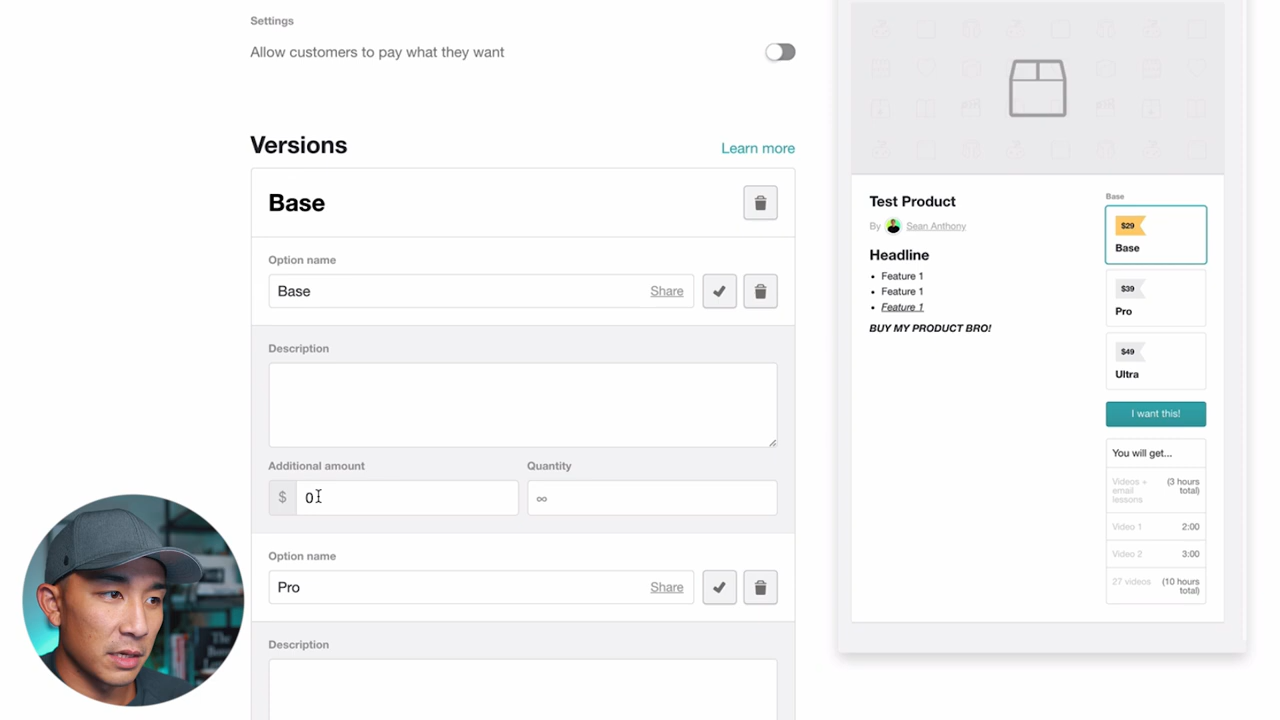 Settings
Allow customers to pay what they want
Versions
Learn more
Base
Option name
Base
Share
Description
Additional amount
Quantity
$
0
∞
Option name
Pro
Share
Description
Test Product
By Sean Anthony
Headline
• Feature 1
• Feature 1
• Feature 1
BUY MY PRODUCT BRO!
Base
$29
Base
$39
Pro
$49
Ultra
I want this!
You will get...
Videos + (3 hours
email total)
lessons
Video 1 2:00
Video 2 3:00
27 videos (10 hours
total)